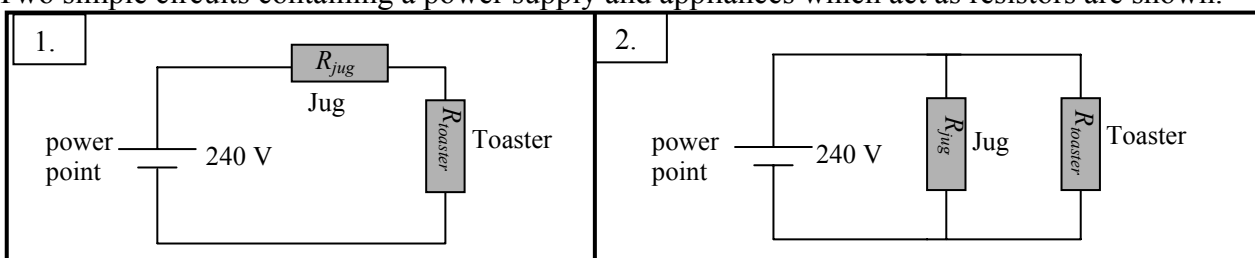 Two simple circuits containing a power supply and appliances which act as resistors are shown.
1.
R_jug
Jug
R_toaster
Toaster
power
point
240 V
2.
R_jug
Jug
R_toaster
Toaster
power
point
240 V